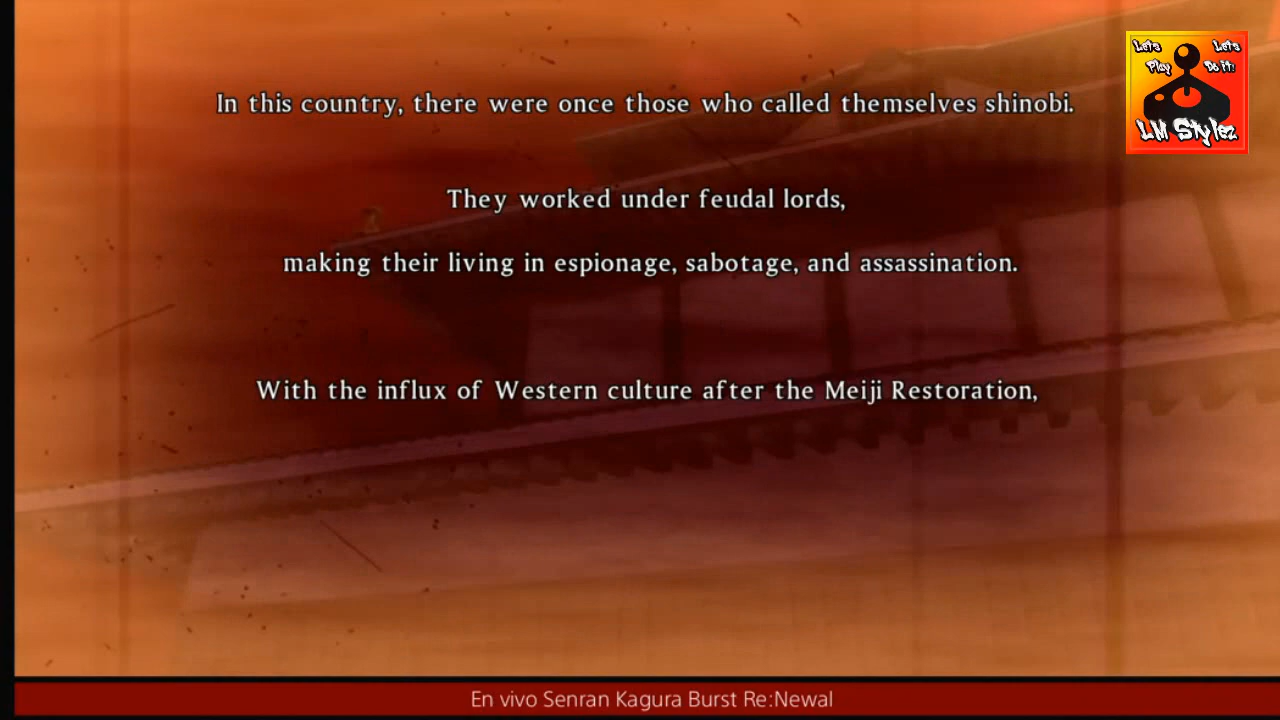 Let's Let's
Play Do it!
LM Stylez
In this country, there were once those who called themselves shinobi.
They worked under feudal lords,
making their living in espionage, sabotage, and assassination.
With the influx of Western culture after the Meiji Restoration,
En vivo Senran Kagura Burst Re:Newal